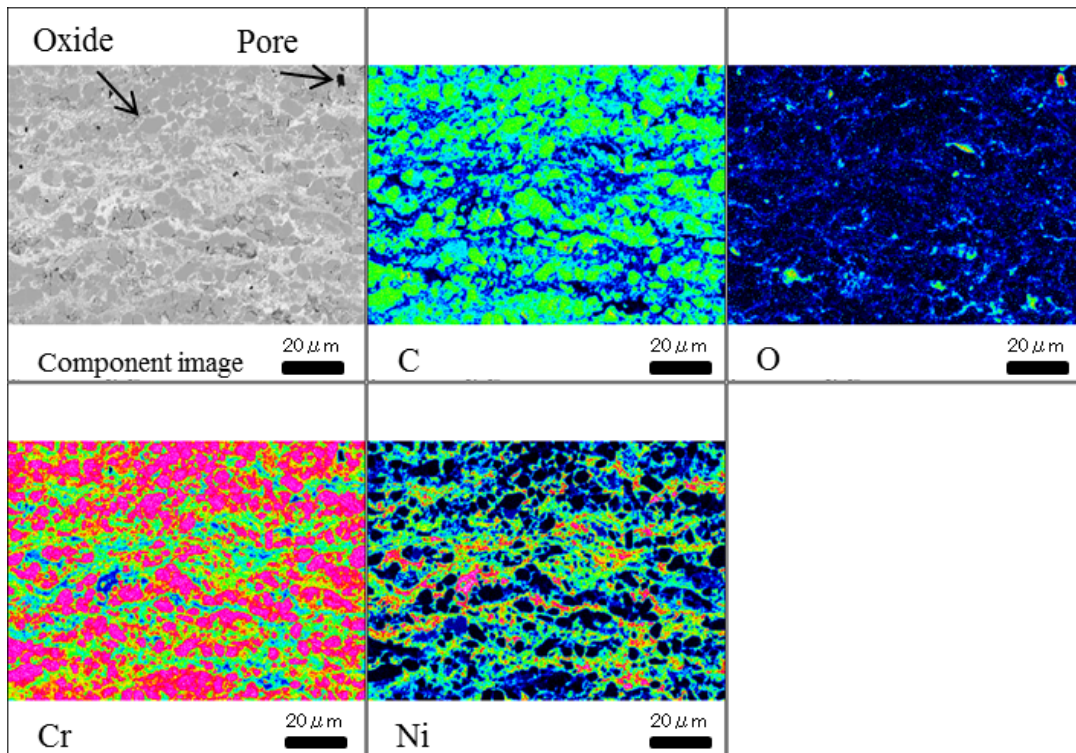 Oxide Pore
20 μm 20 μm 20 μm
Component image C O
20 μm 20 μm
Cr Ni